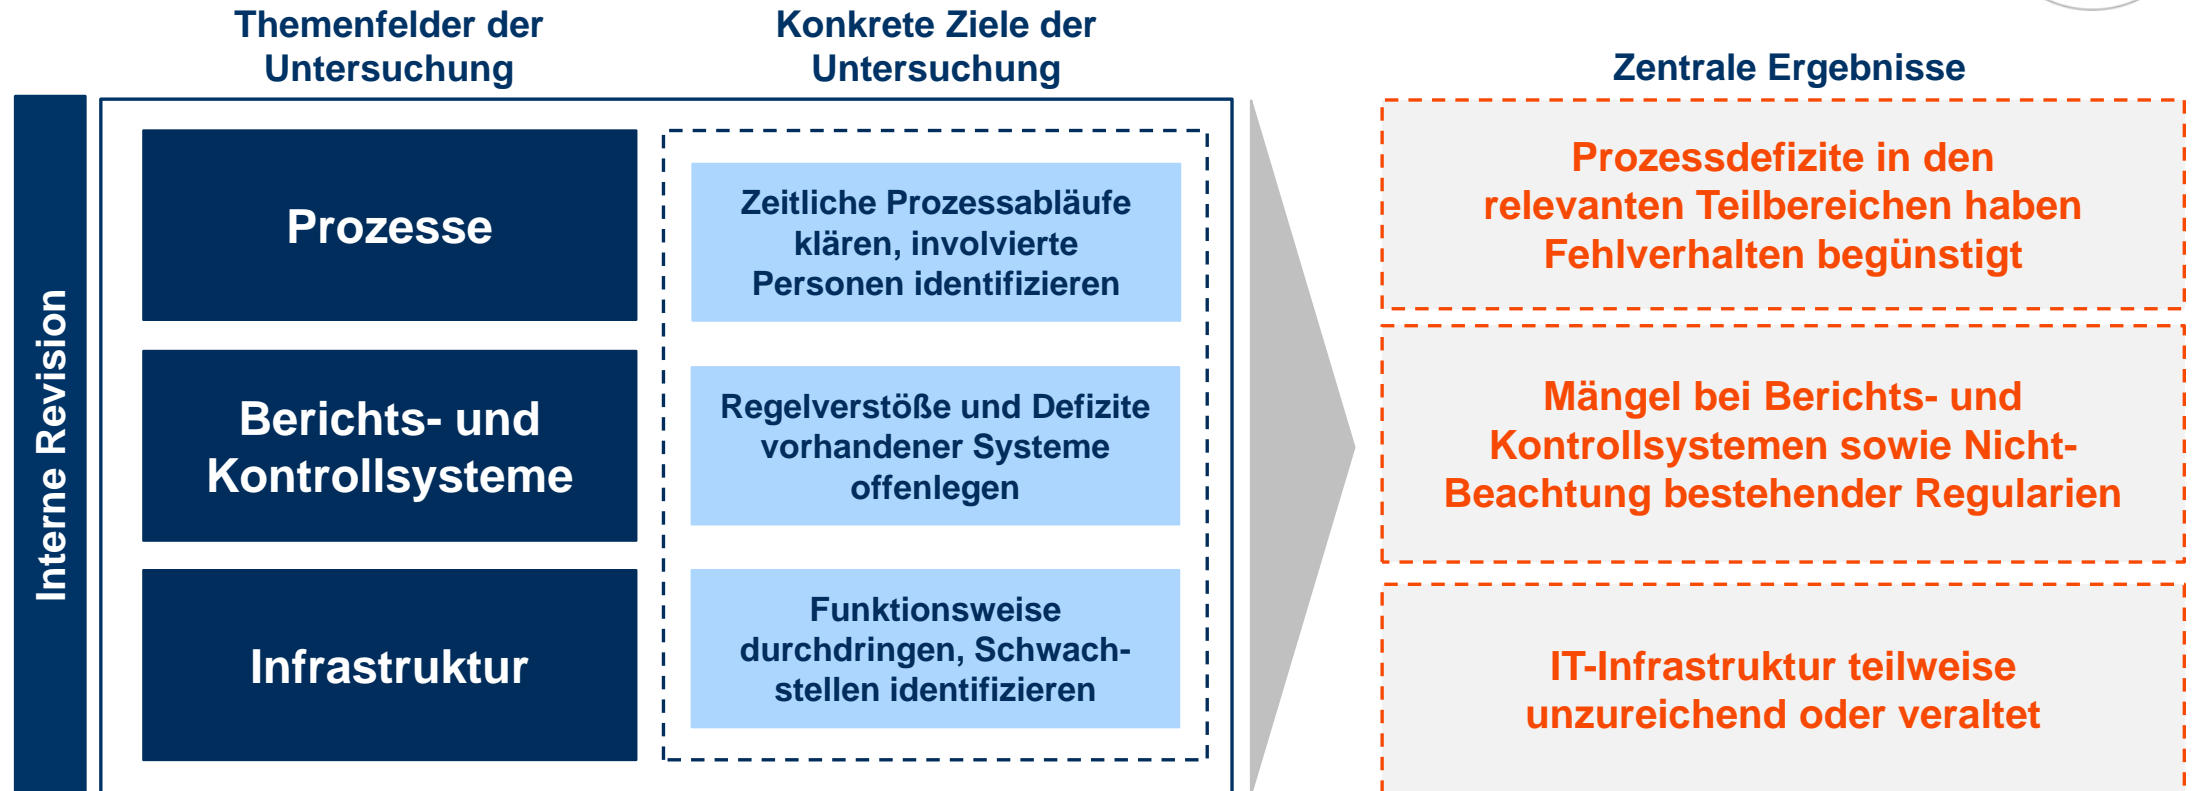 Themenfelder der
Untersuchung
Konkrete Ziele der
Untersuchung
Zentrale Ergebnisse
Interne Revision
Prozesse
Zeitliche Prozessabläufe
klären, involvierte
Personen identifizieren
Prozessdefizite in den
relevanten Teilbereichen haben
Fehlverhalten begünstigt
Berichts- und
Kontrollsysteme
Regelverstöße und Defizite
vorhandener Systeme
offenlegen
Mängel bei Berichts- und
Kontrollsystemen sowie Nicht-
Beachtung bestehender Regularien
Infrastruktur
Funktionsweise
durchdringen, Schwach-
stellen identifizieren
IT-Infrastruktur teilweise
unzureichend oder veraltet